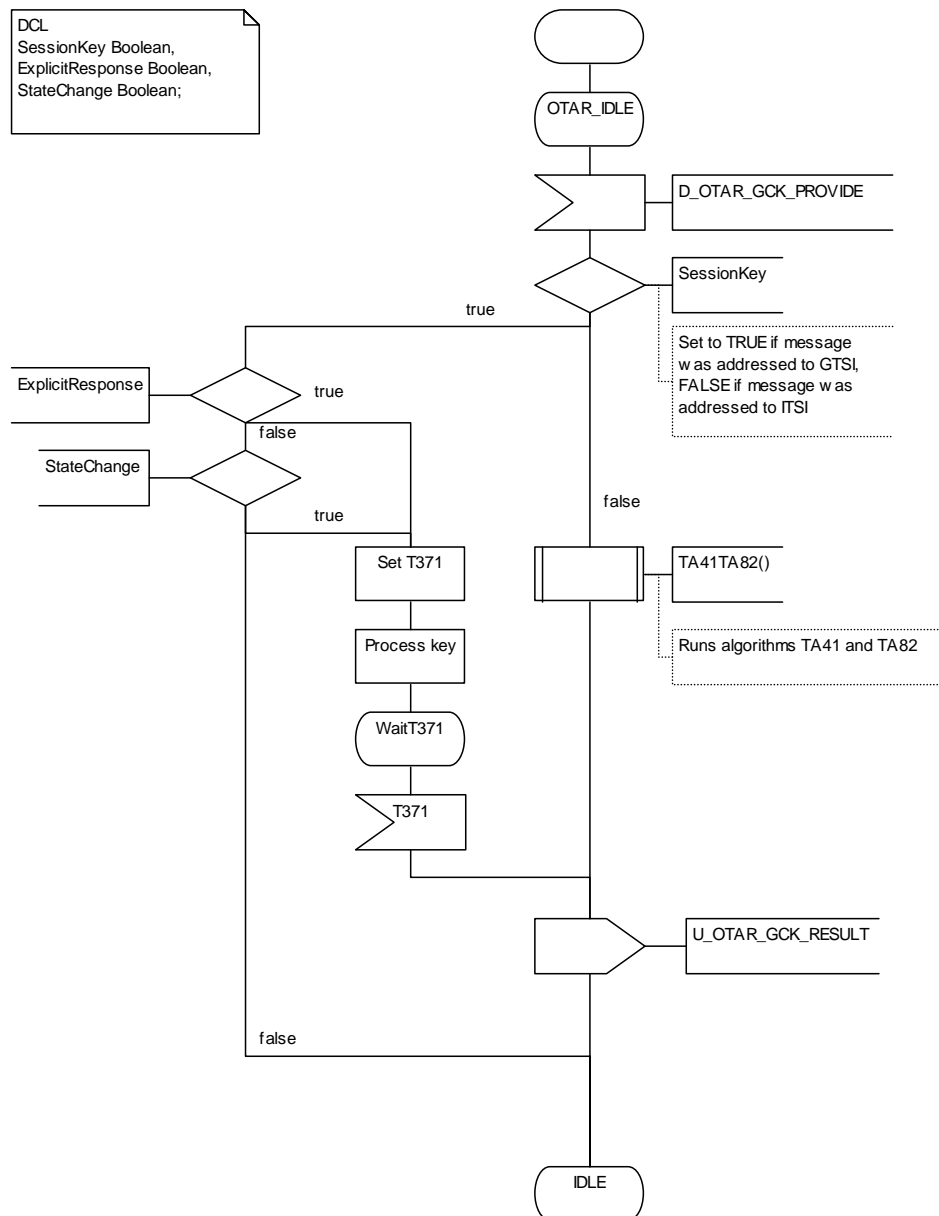 DCL
SessionKey Boolean,
ExplicitResponse Boolean,
StateChange Boolean;
OTAR_IDLE
D_OTAR_GCK_PROVIDE
SessionKey
true
Set to TRUE if message
was addressed to GTSI,
FALSE if message was
addressed to ITSI
ExplicitResponse
true
false
StateChange
true
false
Set T371
TA41TA82()
Process key
Runs algorithms TA41 and TA82
WaitT371
T371
U_OTAR_GCK_RESULT
false
IDLE